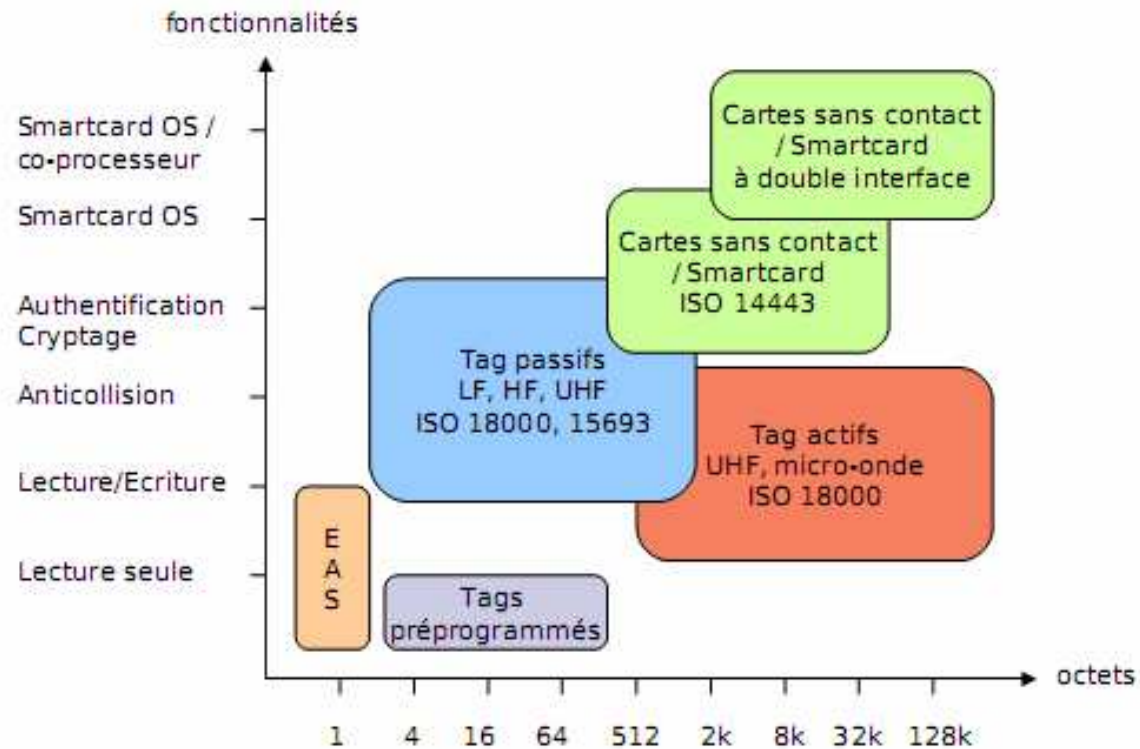 fonctionnalités
Smartcard OS /
co-processeur
Smartcard OS
Authentification
Cryptage
Anticollision
Lecture/Ecriture
Lecture seule
Cartes sans contact
/ Smartcard
à double interface
Cartes sans contact
/ Smartcard
ISO 14443
Tag passifs
LF, HF, UHF
ISO 18000, 15693
Tag actifs
UHF, micro-onde
ISO 18000
E
A
S
Tags
préprogrammés
octets
1 4 16 64 512 2k 8k 32k 128k